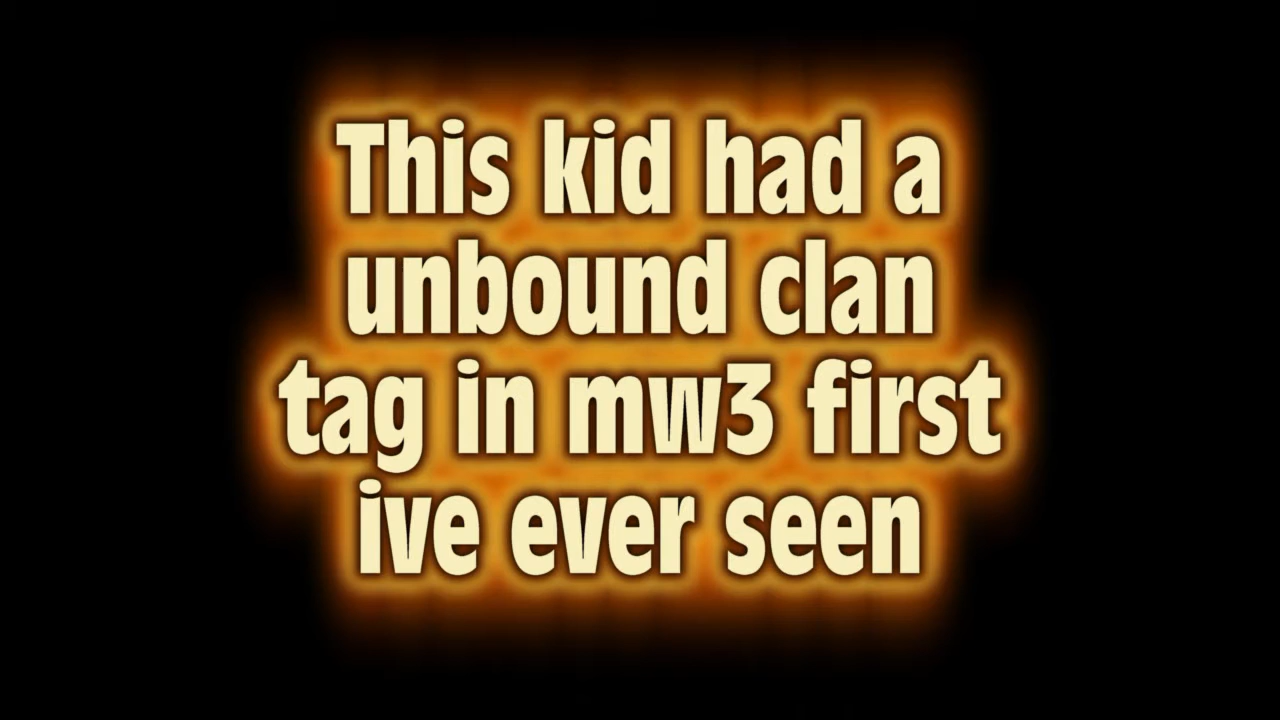 This kid had a
unbound clan
tag in mw3 first
ive ever seen